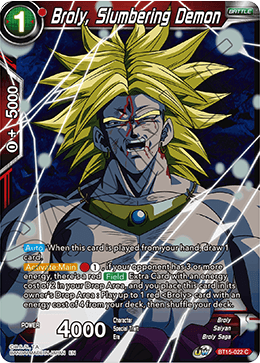 1
Broly, Slumbering Demon
BATTLE
+ 5000
Auto When this card is played from your hand, draw 1
card.
Activate:Main 1, if your opponent has 3 or more
energy, there's a red Field Extra Card with an energy
cost of 2 in your Drop Area, and you place this card in its
owner's Drop Area : Play up to 1 red <Broly> card with an
energy cost of 4 from your deck, then shuffle your deck.
POWER 4000
Character Broly
Special Trait Saiyan
Era Broly Saga
BT15-022 C